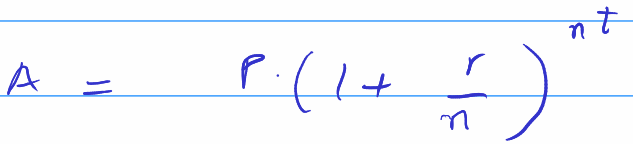 A = P.(1 + r/n)^nt